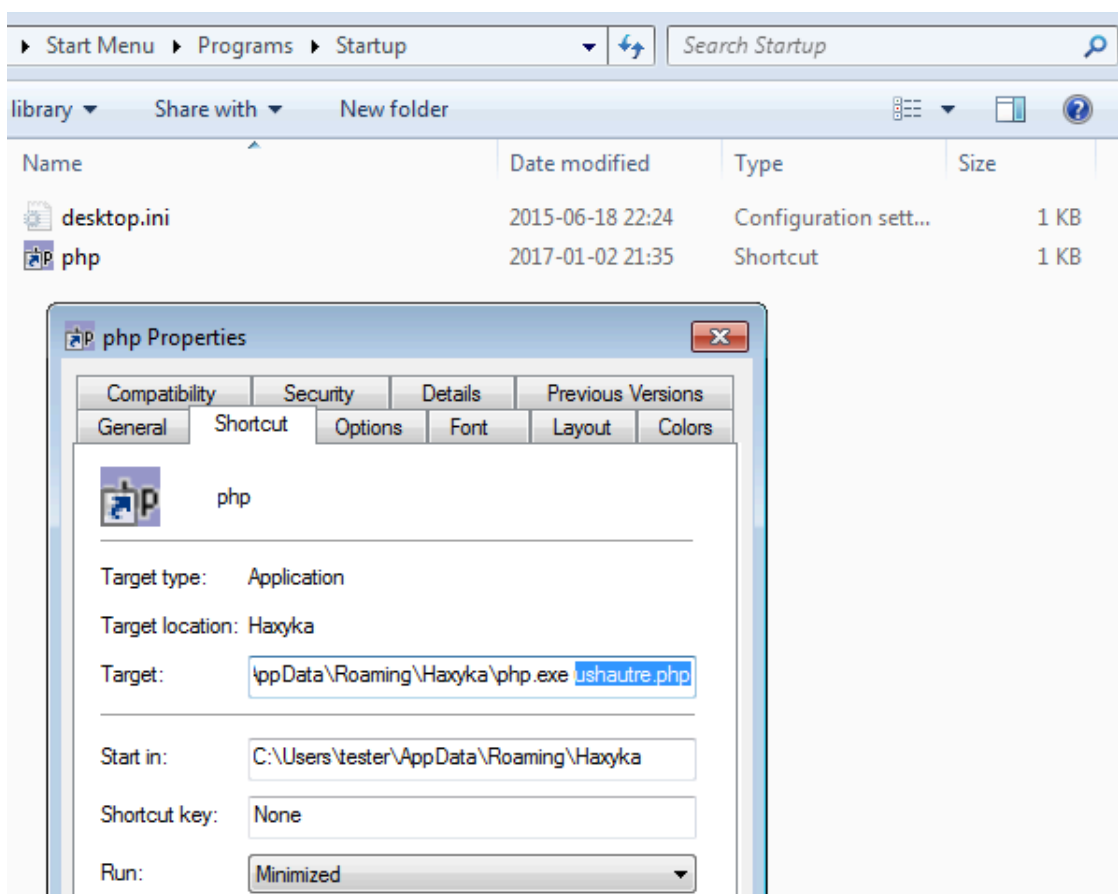 Start Menu Programs Startup Search Startup
library Share with New folder
Name Date modified Type Size
desktop.ini 2015-06-18 22:24 Configuration sett... 1 KB
php 2017-01-02 21:35 Shortcut 1 KB
php Properties
Compatibility Security Details Previous Versions
General Shortcut Options Font Layout Colors
php
Target type: Application
Target location: Haxyka
Target: AppData\Roaming\Haxyka\php.exe ushautre.php
Start in: C:\Users\tester\AppData\Roaming\Haxyka
Shortcut key: None
Run: Minimized